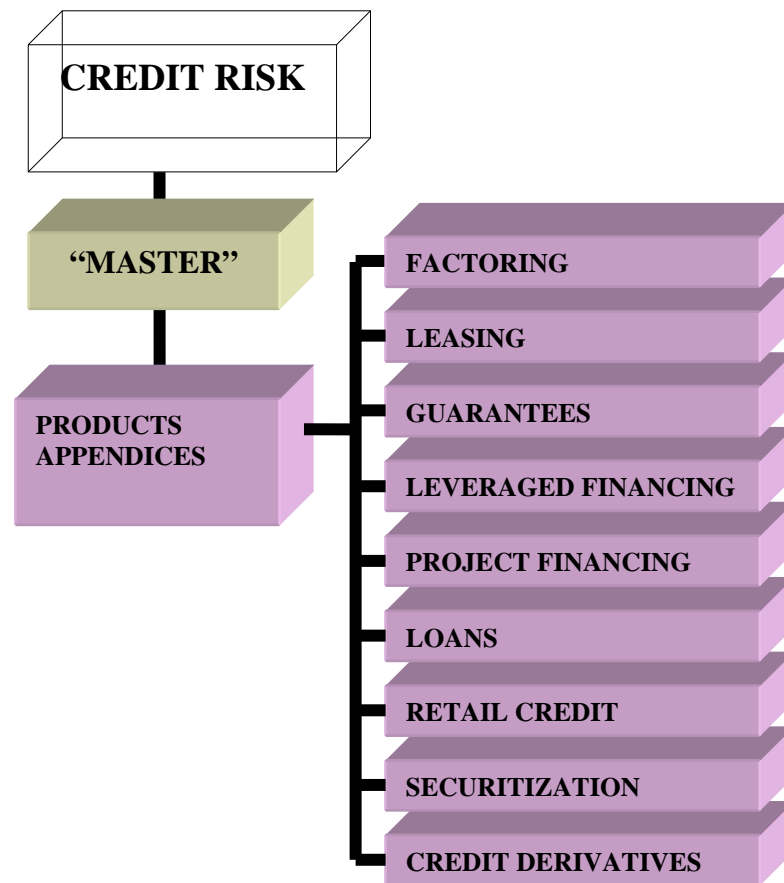 CREDIT RISK
“MASTER”
PRODUCTS
APPENDICES
FACTORING
LEASING
GUARANTEES
LEVERAGED FINANCING
PROJECT FINANCING
LOANS
RETAIL CREDIT
SECURITIZATION
CREDIT DERIVATIVES